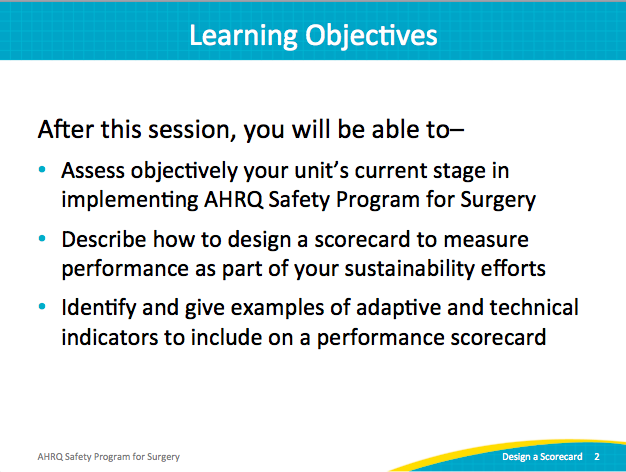 Learning Objectives
After this session, you will be able to–
• Assess objectively your unit's current stage in
implementing AHRQ Safety Program for Surgery
• Describe how to design a scorecard to measure
performance as part of your sustainability efforts
• Identify and give examples of adaptive and technical
indicators to include on a performance scorecard
AHRQ Safety Program for Surgery
Design a Scorecard 2